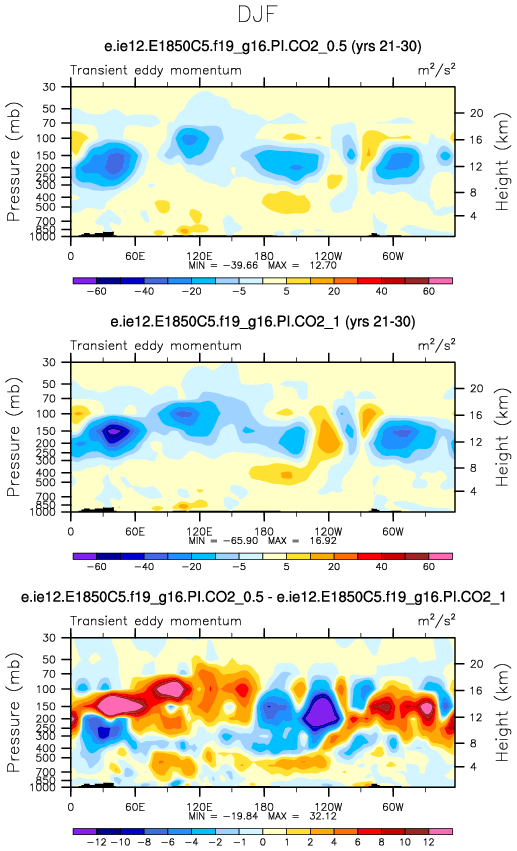 DJF
e.ie12.E1850C5.f19_g16.PI.CO2_0.5 (yrs 21-30)
Transient eddy momentum m²/s²
Pressure (mb)
30
50
70
100
150
200
250
300
400
500
700
850
1000
20
16
12
8
4
Height (km)
0 60E 120E 120W 60W
MIN = -39.66 MAX = 12.70
-60 -40 -20 -5 5 10 20 40 60
e.ie12.E1850C5.f19_g16.PI.CO2_1 (yrs 21-30)
Transient eddy momentum m²/s²
Pressure (mb)
30
50
70
100
150
200
250
300
400
500
700
850
1000
20
16
12
8
4
Height (km)
0 60E 120E 120W 60W
MIN = -65.90 MAX = 16.92
-60 -40 -20 -5 5 10 20 40 60
e.ie12.E1850C5.f19_g16.PI.CO2_0.5 - e.ie12.E1850C5.f19_g16.PI.CO2_1
Transient eddy momentum m²/s²
Pressure (mb)
30
50
70
100
150
200
250
300
400
500
700
850
1000
20
16
12
8
4
Height (km)
0 60E 120E 120W 60W
MIN = -19.84 MAX = 32.12
-12 -10 -8 -6 -4 -2 -1 0 1 2 4 6 8 10 12